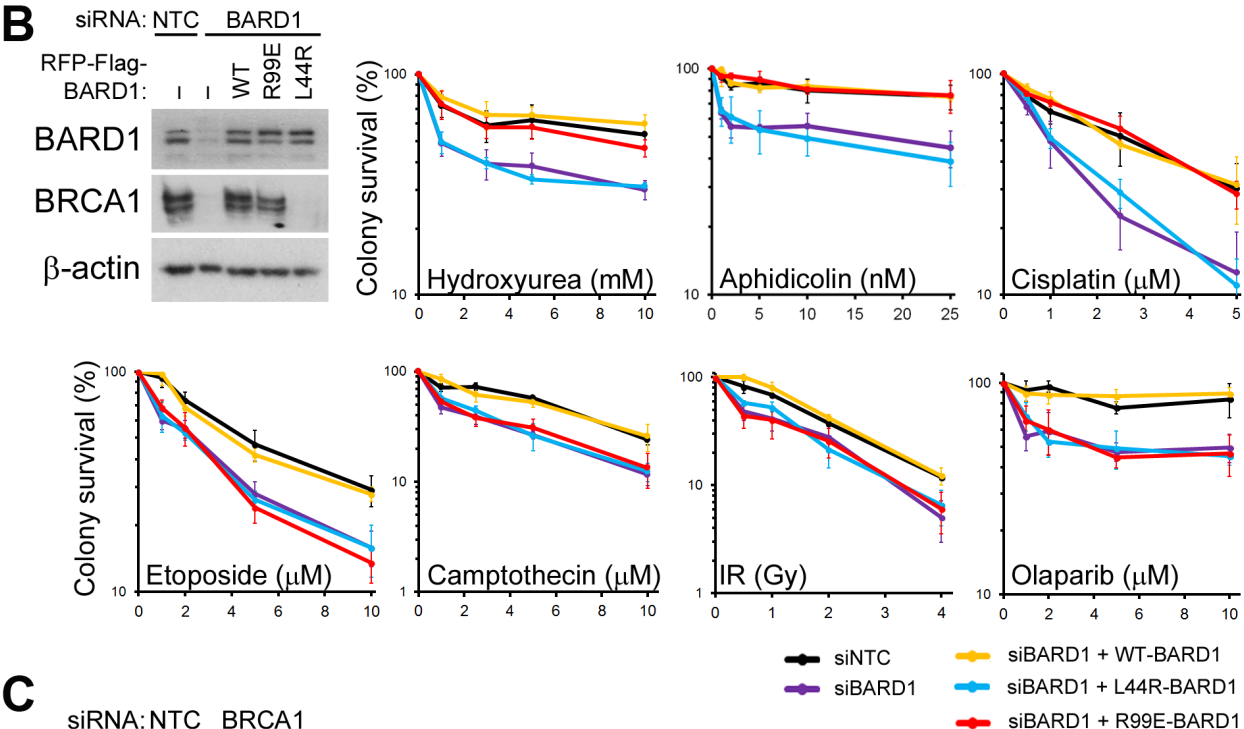 B
siRNA: NTC BARD1
RFP-Flag-
BARD1: – – WT R99E L44R
BARD1
BRCA1
β-actin
Colony survival (%)
100
10
Hydroxyurea (mM)
0 2 4 6 8 10
100
10
Aphidicolin (nM)
0 5 10 15 20 25
100
10
Cisplatin (μM)
0 1 2 3 4 5
Colony survival (%)
100
10
Etoposide (μM)
0 2 4 6 8 10
100
10
1
Camptothecin (μM)
0 2 4 6 8 10
100
10
1
IR (Gy)
0 1 2 3 4
100
10
Olaparib (μM)
0 2 4 6 8 10
siNTC
siBARD1
siBARD1 + WT-BARD1
siBARD1 + L44R-BARD1
siBARD1 + R99E-BARD1
C
siRNA: NTC BRCA1